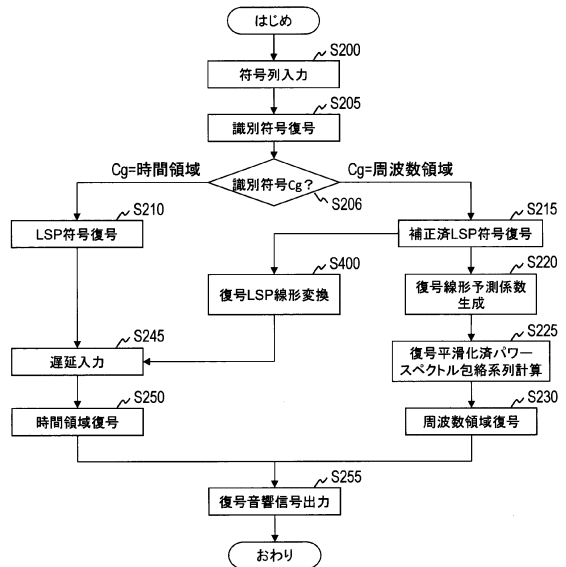 はじめ
S200
符号列入力
S205
識別符号復号
Cg=時間領域
Cg=周波数領域
識別符号Cg?
S206
S210
LSP符号復号
S215
補正済LSP符号復号
S400
復号LSP線形変換
S220
復号線形予測係数
生成
S245
遅延入力
S225
復号平滑化済パワー
スペクトル包絡系列計算
S250
時間領域復号
S230
周波数領域復号
S255
復号音響信号出力
おわり